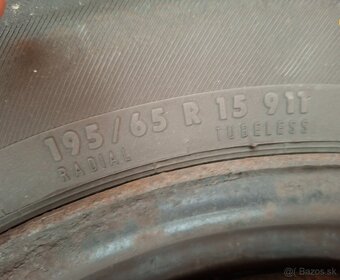 195/65 R 15 91T
RADIAL TUBELESS
© Bazos.sk